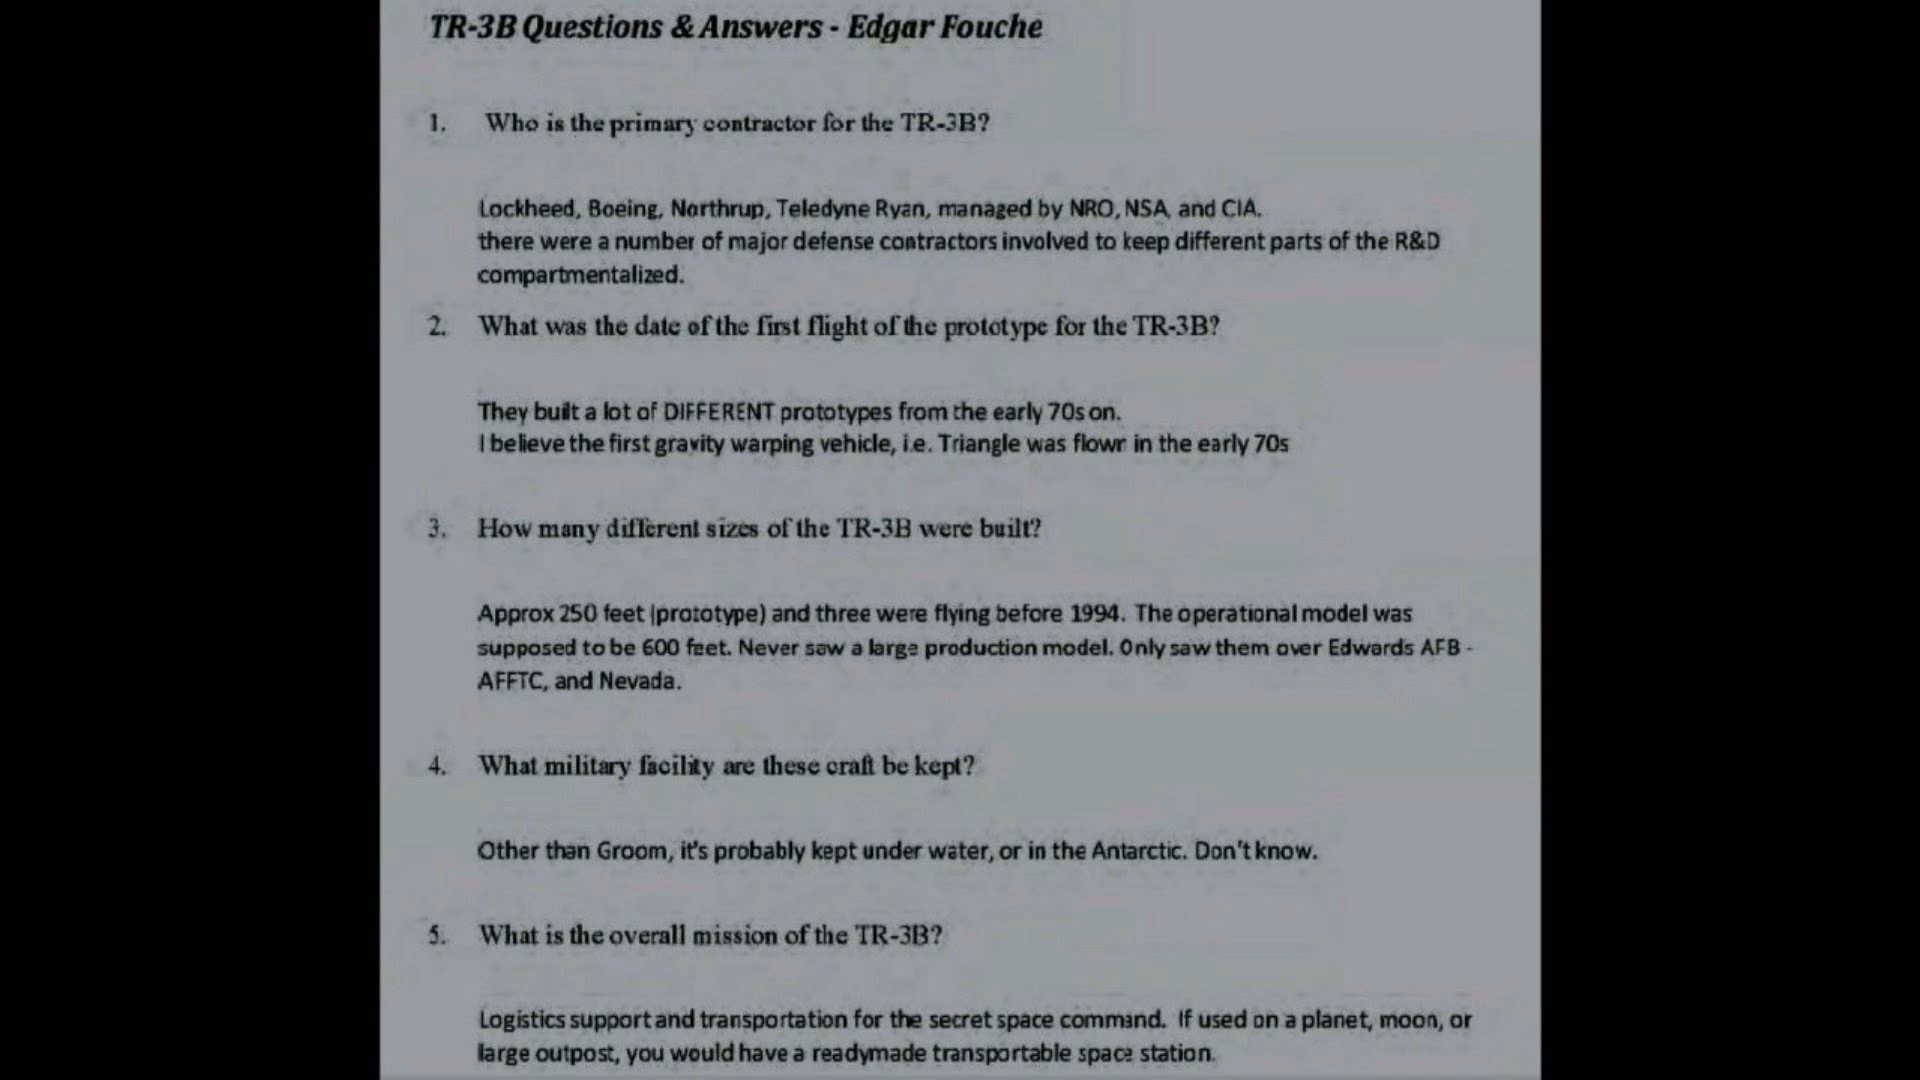 TR-3B Questions & Answers - Edgar Fouche
1. Who is the primary contractor for the TR-3B?
Lockheed, Boeing, Northrup, Teledyne Ryan, managed by NRO, NSA, and CIA.
there were a number of major defense contractors involved to keep different parts of the R&D
compartmentalized.
2. What was the date of the first flight of the prototype for the TR-3B?
They built a lot of DIFFERENT prototypes from the early 70s on.
I believe the first gravity warping vehicle, i.e. Triangle was flown in the early 70s
3. How many different sizes of the TR-3B were built?
Approx 250 feet (prototype) and three were flying before 1994. The operational model was
supposed to be 600 feet. Never saw a large production model. Only saw them over Edwards AFB -
AFFTC, and Nevada.
4. What military facility are these craft be kept?
Other than Groom, it's probably kept under water, or in the Antarctic. Don't know.
5. What is the overall mission of the TR-3B?
Logistics support and transportation for the secret space command. If used on a planet, moon, or
large outpost, you would have a readymade transportable space station.